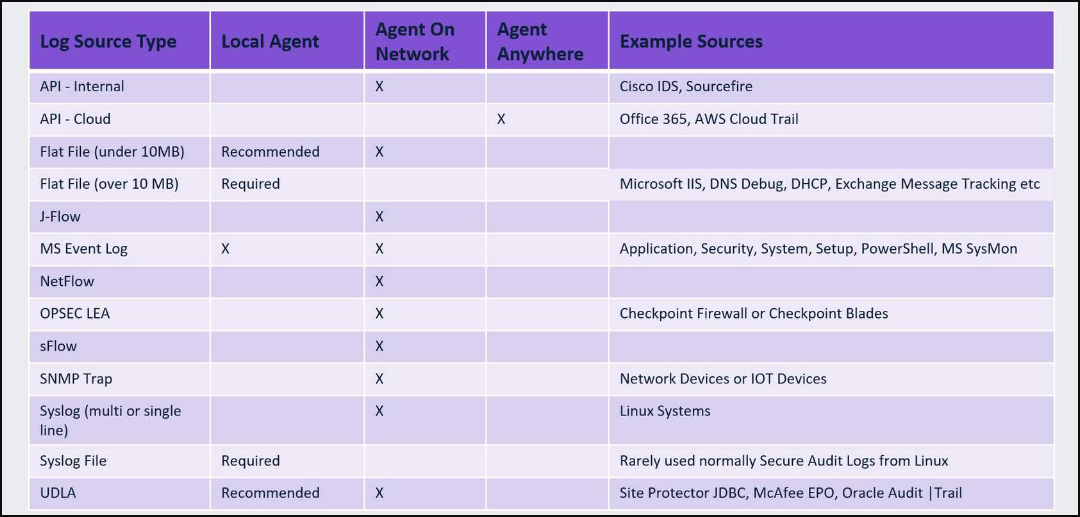 Log Source Type Local Agent Agent On Network Agent Anywhere Example Sources
API - Internal X Cisco IDS, Sourcefire
API - Cloud X Office 365, AWS Cloud Trail
Flat File (under 10MB) Recommended X
Flat File (over 10 MB) Required Microsoft IIS, DNS Debug, DHCP, Exchange Message Tracking etc
J-Flow X
MS Event Log X X Application, Security, System, Setup, PowerShell, MS SysMon
NetFlow X
OPSEC LEA X Checkpoint Firewall or Checkpoint Blades
sFlow X
SNMP Trap X Network Devices or IOT Devices
Syslog (multi or single line) X Linux Systems
Syslog File Required Rarely used normally Secure Audit Logs from Linux
UDLA Recommended X Site Protector JDBC, McAfee EPO, Oracle Audit |Trail